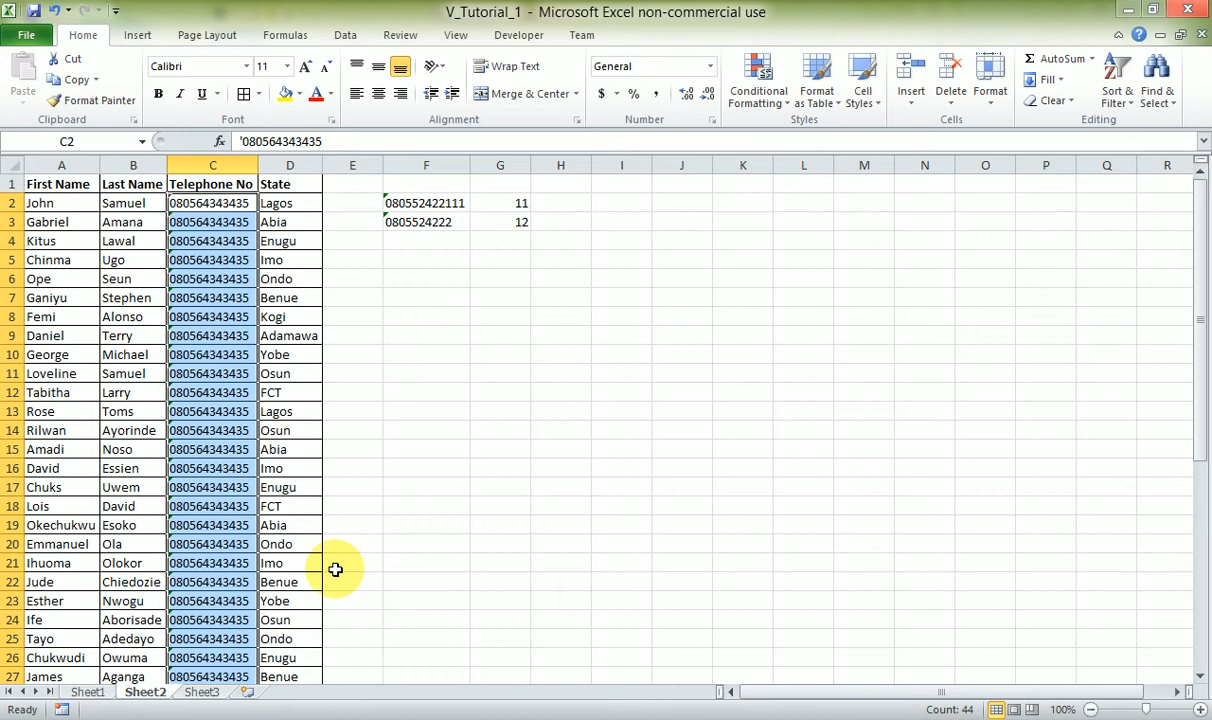 V_Tutorial_1 - Microsoft Excel non-commercial use
File Home Insert Page Layout Formulas Data Review View Developer Team
Paste
Cut
Copy
Format Painter
Clipboard
Calibri 11
B I U
Font
Wrap Text
Merge & Center
Alignment
General
$ % ,
Number
Conditional Formatting
Format as Table
Cell Styles
Styles
Insert Delete Format
Cells
AutoSum
Fill
Clear
Sort & Filter
Find & Select
Editing
C2 fx '080564343435
A B C D E F G H I J K L M N O P Q R
1 First Name Last Name Telephone No State
2 John Samuel 080564343435 Lagos 080552422111 11
3 Gabriel Amana 080564343435 Abia 0805524222 12
4 Kitus Lawal 080564343435 Enugu
5 Chinma Ugo 080564343435 Imo
6 Ope Seun 080564343435 Ondo
7 Ganiyu Stephen 080564343435 Benue
8 Femi Alonso 080564343435 Kogi
9 Daniel Terry 080564343435 Adamawa
10 George Michael 080564343435 Yobe
11 Loveline Samuel 080564343435 Osun
12 Tabitha Larry 080564343435 FCT
13 Rose Toms 080564343435 Lagos
14 Rilwan Ayorinde 080564343435 Osun
15 Amadi Noso 080564343435 Abia
16 David Essien 080564343435 Imo
17 Chuks Uwem 080564343435 Enugu
18 Lois David 080564343435 FCT
19 Okechukwu Esoko 080564343435 Abia
20 Emmanuel Ola 080564343435 Ondo
21 Ihuoma Olokor 080564343435 Imo
22 Jude Chiedozie 080564343435 Benue
23 Esther Nwogu 080564343435 Yobe
24 Ife Aborisade 080564343435 Osun
25 Tayo Adedayo 080564343435 Ondo
26 Chukwudi Owuma 080564343435 Enugu
27 James Aganga 080564343435 Benue
Sheet1 Sheet2 Sheet3
Ready Count: 44 100%